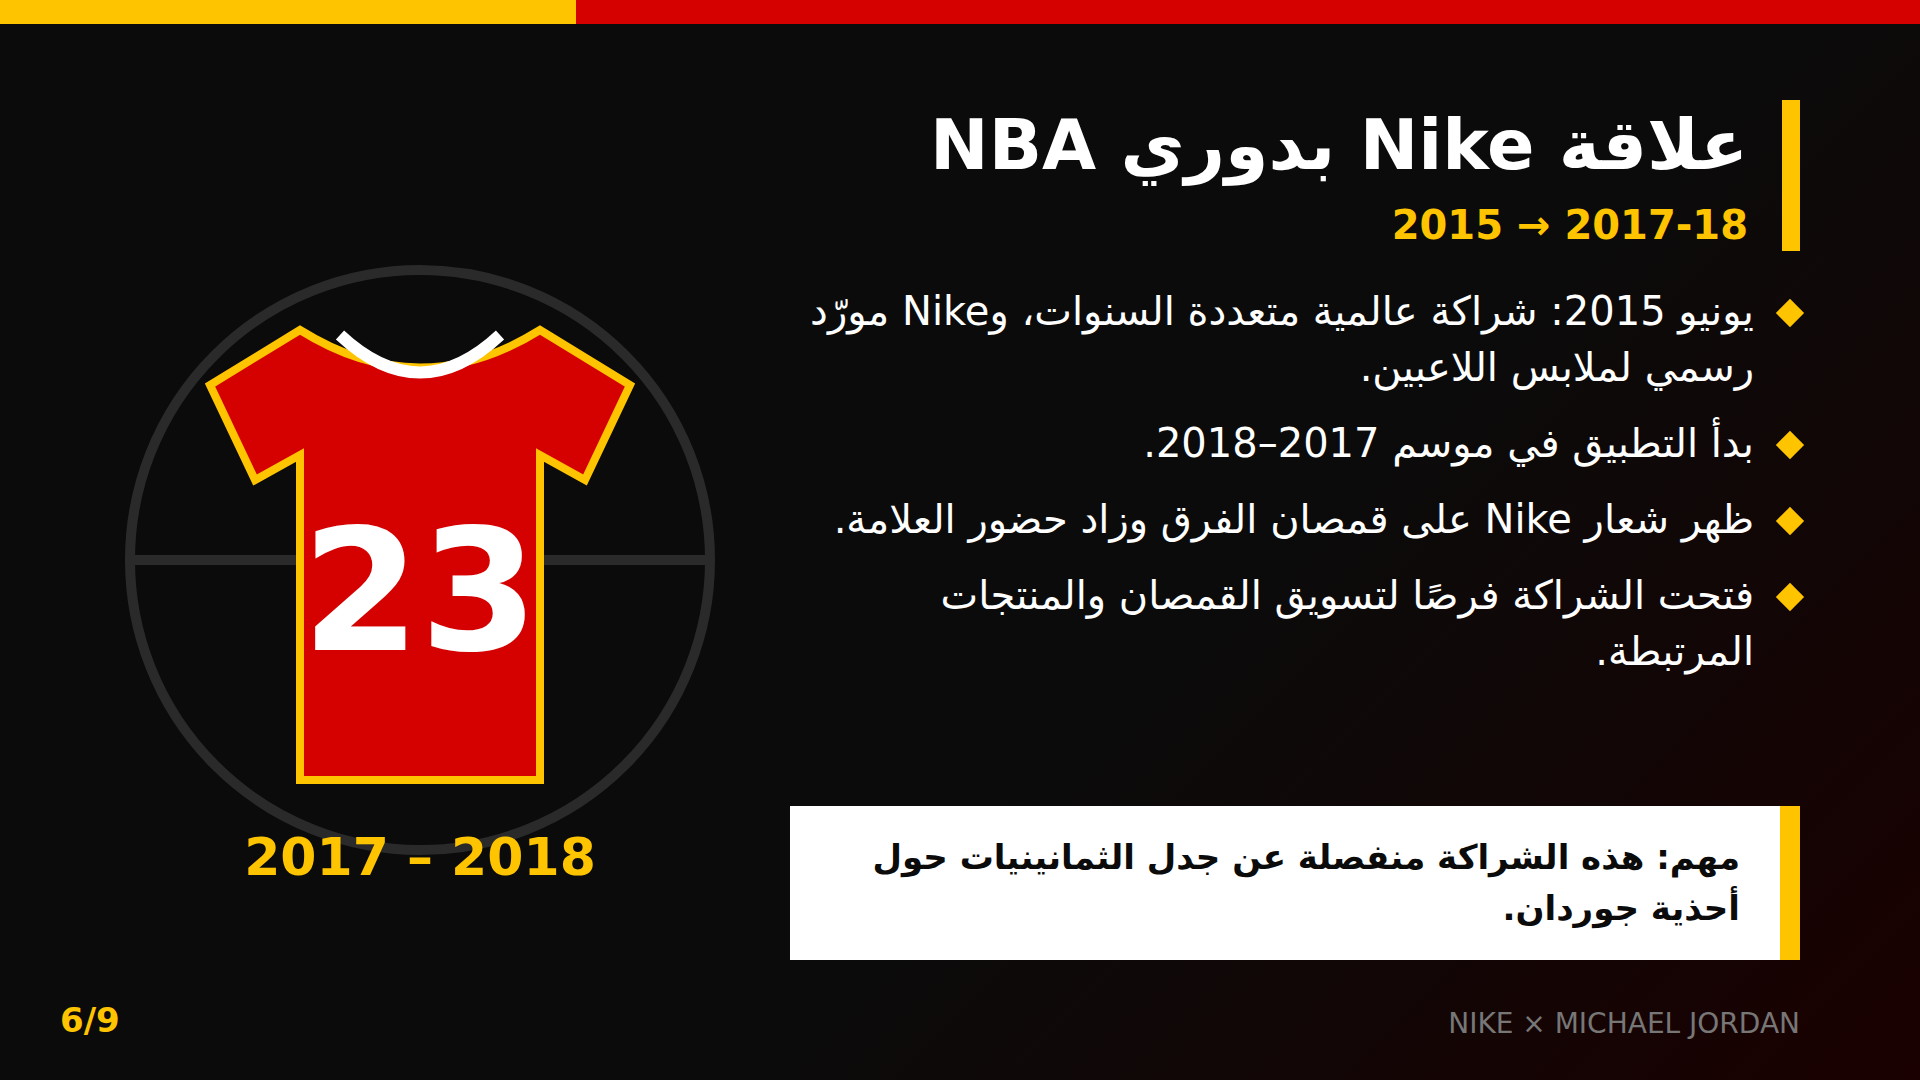 علاقة Nike بدوري NBA
2015 → 2017-18
يونيو 2015: شراكة عالمية متعددة السنوات، وNike مورّد
رسمي لملابس اللاعبين.
بدأ التطبيق في موسم 2017–2018.
ظهر شعار Nike على قمصان الفرق وزاد حضور العلامة.
فتحت الشراكة فرصًا لتسويق القمصان والمنتجات
المرتبطة.
23
2017 – 2018
مهم: هذه الشراكة منفصلة عن جدل الثمانينيات حول
أحذية جوردان.
NIKE × MICHAEL JORDAN
6/9